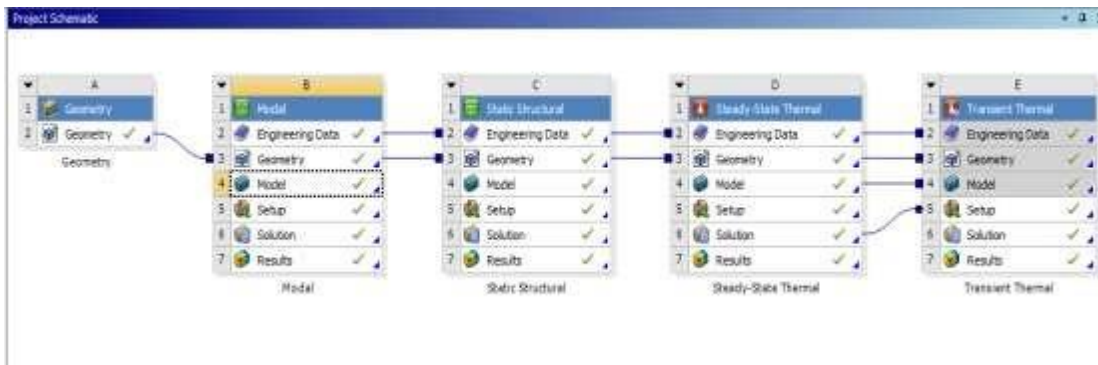 Project Schematic
A
1 Geometry
2 Geometry
Geometry
B
1 Modal
2 Engineering Data
3 Geometry
4 Model
5 Setup
6 Solution
7 Results
Modal
C
1 Static Structural
2 Engineering Data
3 Geometry
4 Model
5 Setup
6 Solution
7 Results
Static Structural
D
1 Steady-State Thermal
2 Engineering Data
3 Geometry
4 Model
5 Setup
6 Solution
7 Results
Steady-State Thermal
E
1 Transient Thermal
2 Engineering Data
3 Geometry
4 Model
5 Setup
6 Solution
7 Results
Transient Thermal